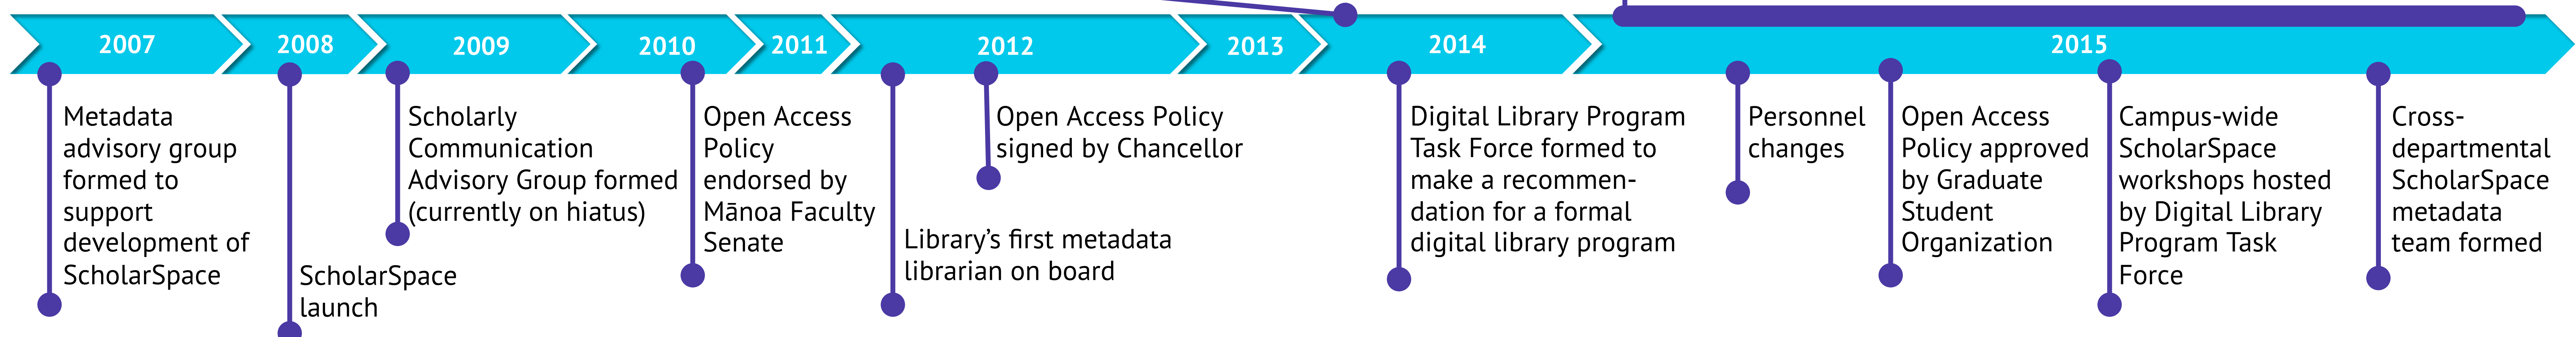 2007
2008
2009
2010
2011
2012
2013
2014
2015
Metadata
advisory group
formed to
support
development of
ScholarSpace
ScholarSpace
launch
Scholarly
Communication
Advisory Group formed
(currently on hiatus)
Open Access
Policy
endorsed by
Mānoa Faculty
Senate
Library’s first metadata
librarian on board
Open Access Policy
signed by Chancellor
Digital Library Program
Task Force formed to
make a recommen-
dation for a formal
digital library program
Personnel
changes
Open Access
Policy approved
by Graduate
Student
Organization
Campus-wide
ScholarSpace
workshops hosted
by Digital Library
Program Task
Force
Cross-
departmental
ScholarSpace
metadata
team formed